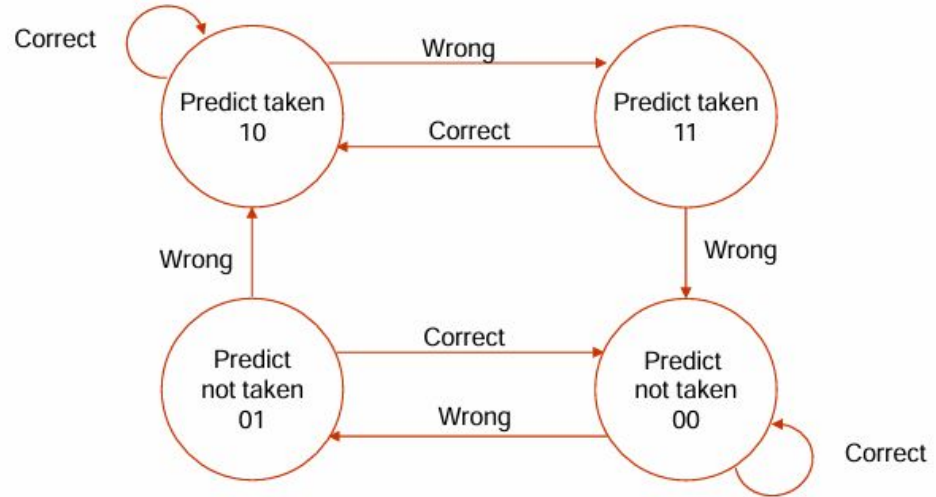 Correct
Wrong
Predict taken
10
Predict taken
11
Correct
Wrong
Wrong
Predict
not taken
01
Correct
Predict
not taken
00
Wrong
Correct